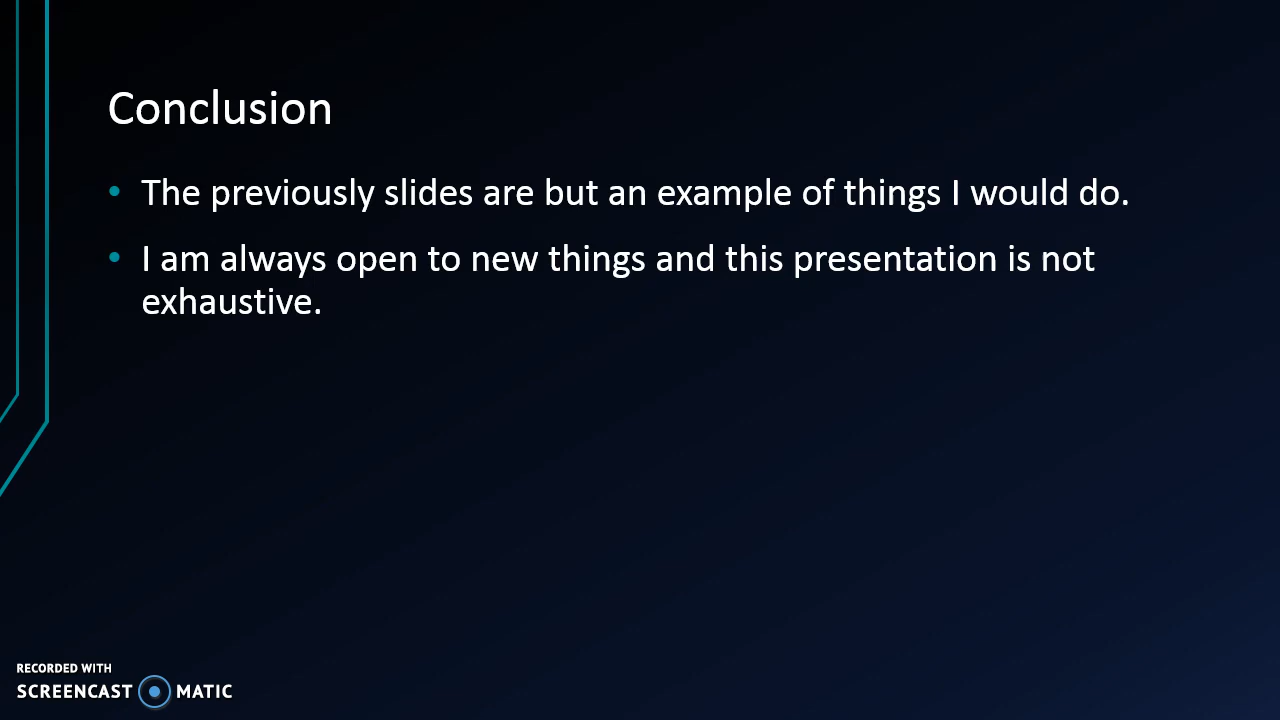 Conclusion
• The previously slides are but an example of things I would do.
• I am always open to new things and this presentation is not
exhaustive.
RECORDED WITH
SCREENCAST MATIC